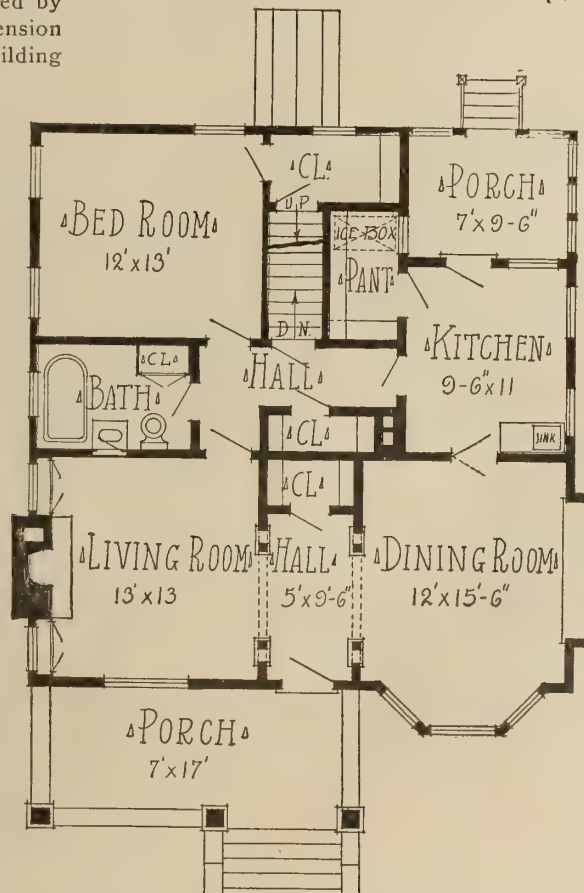 ed by
ension
ilding
CL.
UP
BED ROOM
12'x13'
PORCH
7'x9-6"
ICE-BOX
PANT.
DN.
CL
HALL
KITCHEN
9-6"x11
BATH
CL
SINK
CL
LIVING ROOM
13'x13
HALL
5'x9'-6"
DINING ROOM
12'x15'-6"
PORCH
7'x17'